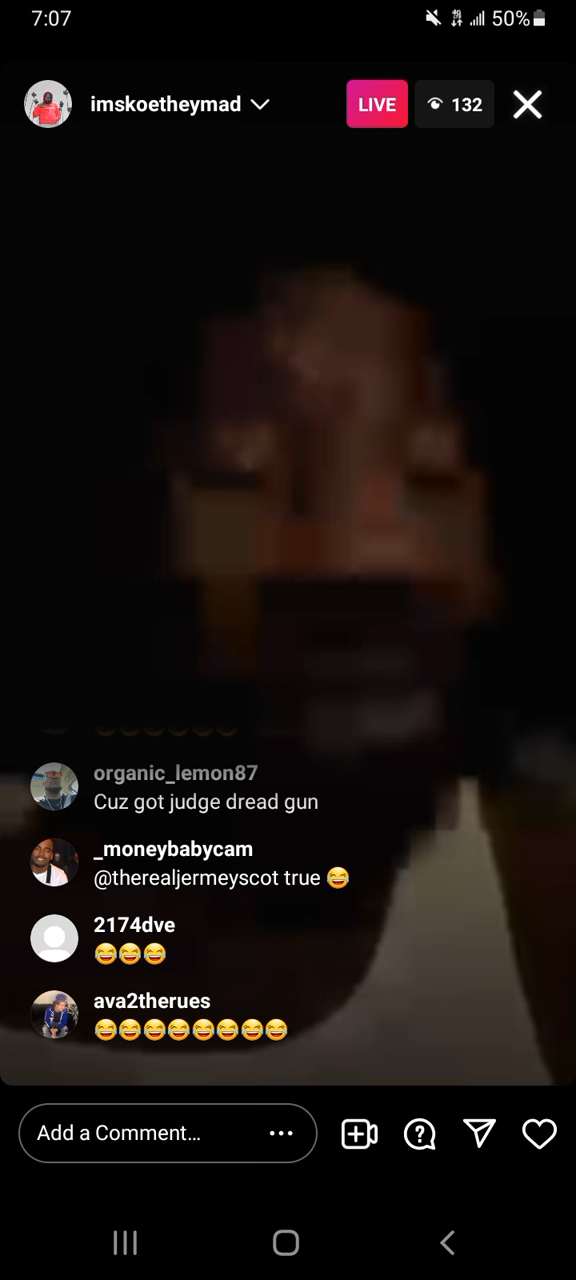 7:07
50%
imskoetheymad
LIVE
132
organic_lemon87
Cuz got judge dread gun
_moneybabycam
@therealjermeyscot true 😂
2174dve
😂😂😂
ava2therues
😂😂😂😂😂😂😂😂
Add a Comment...